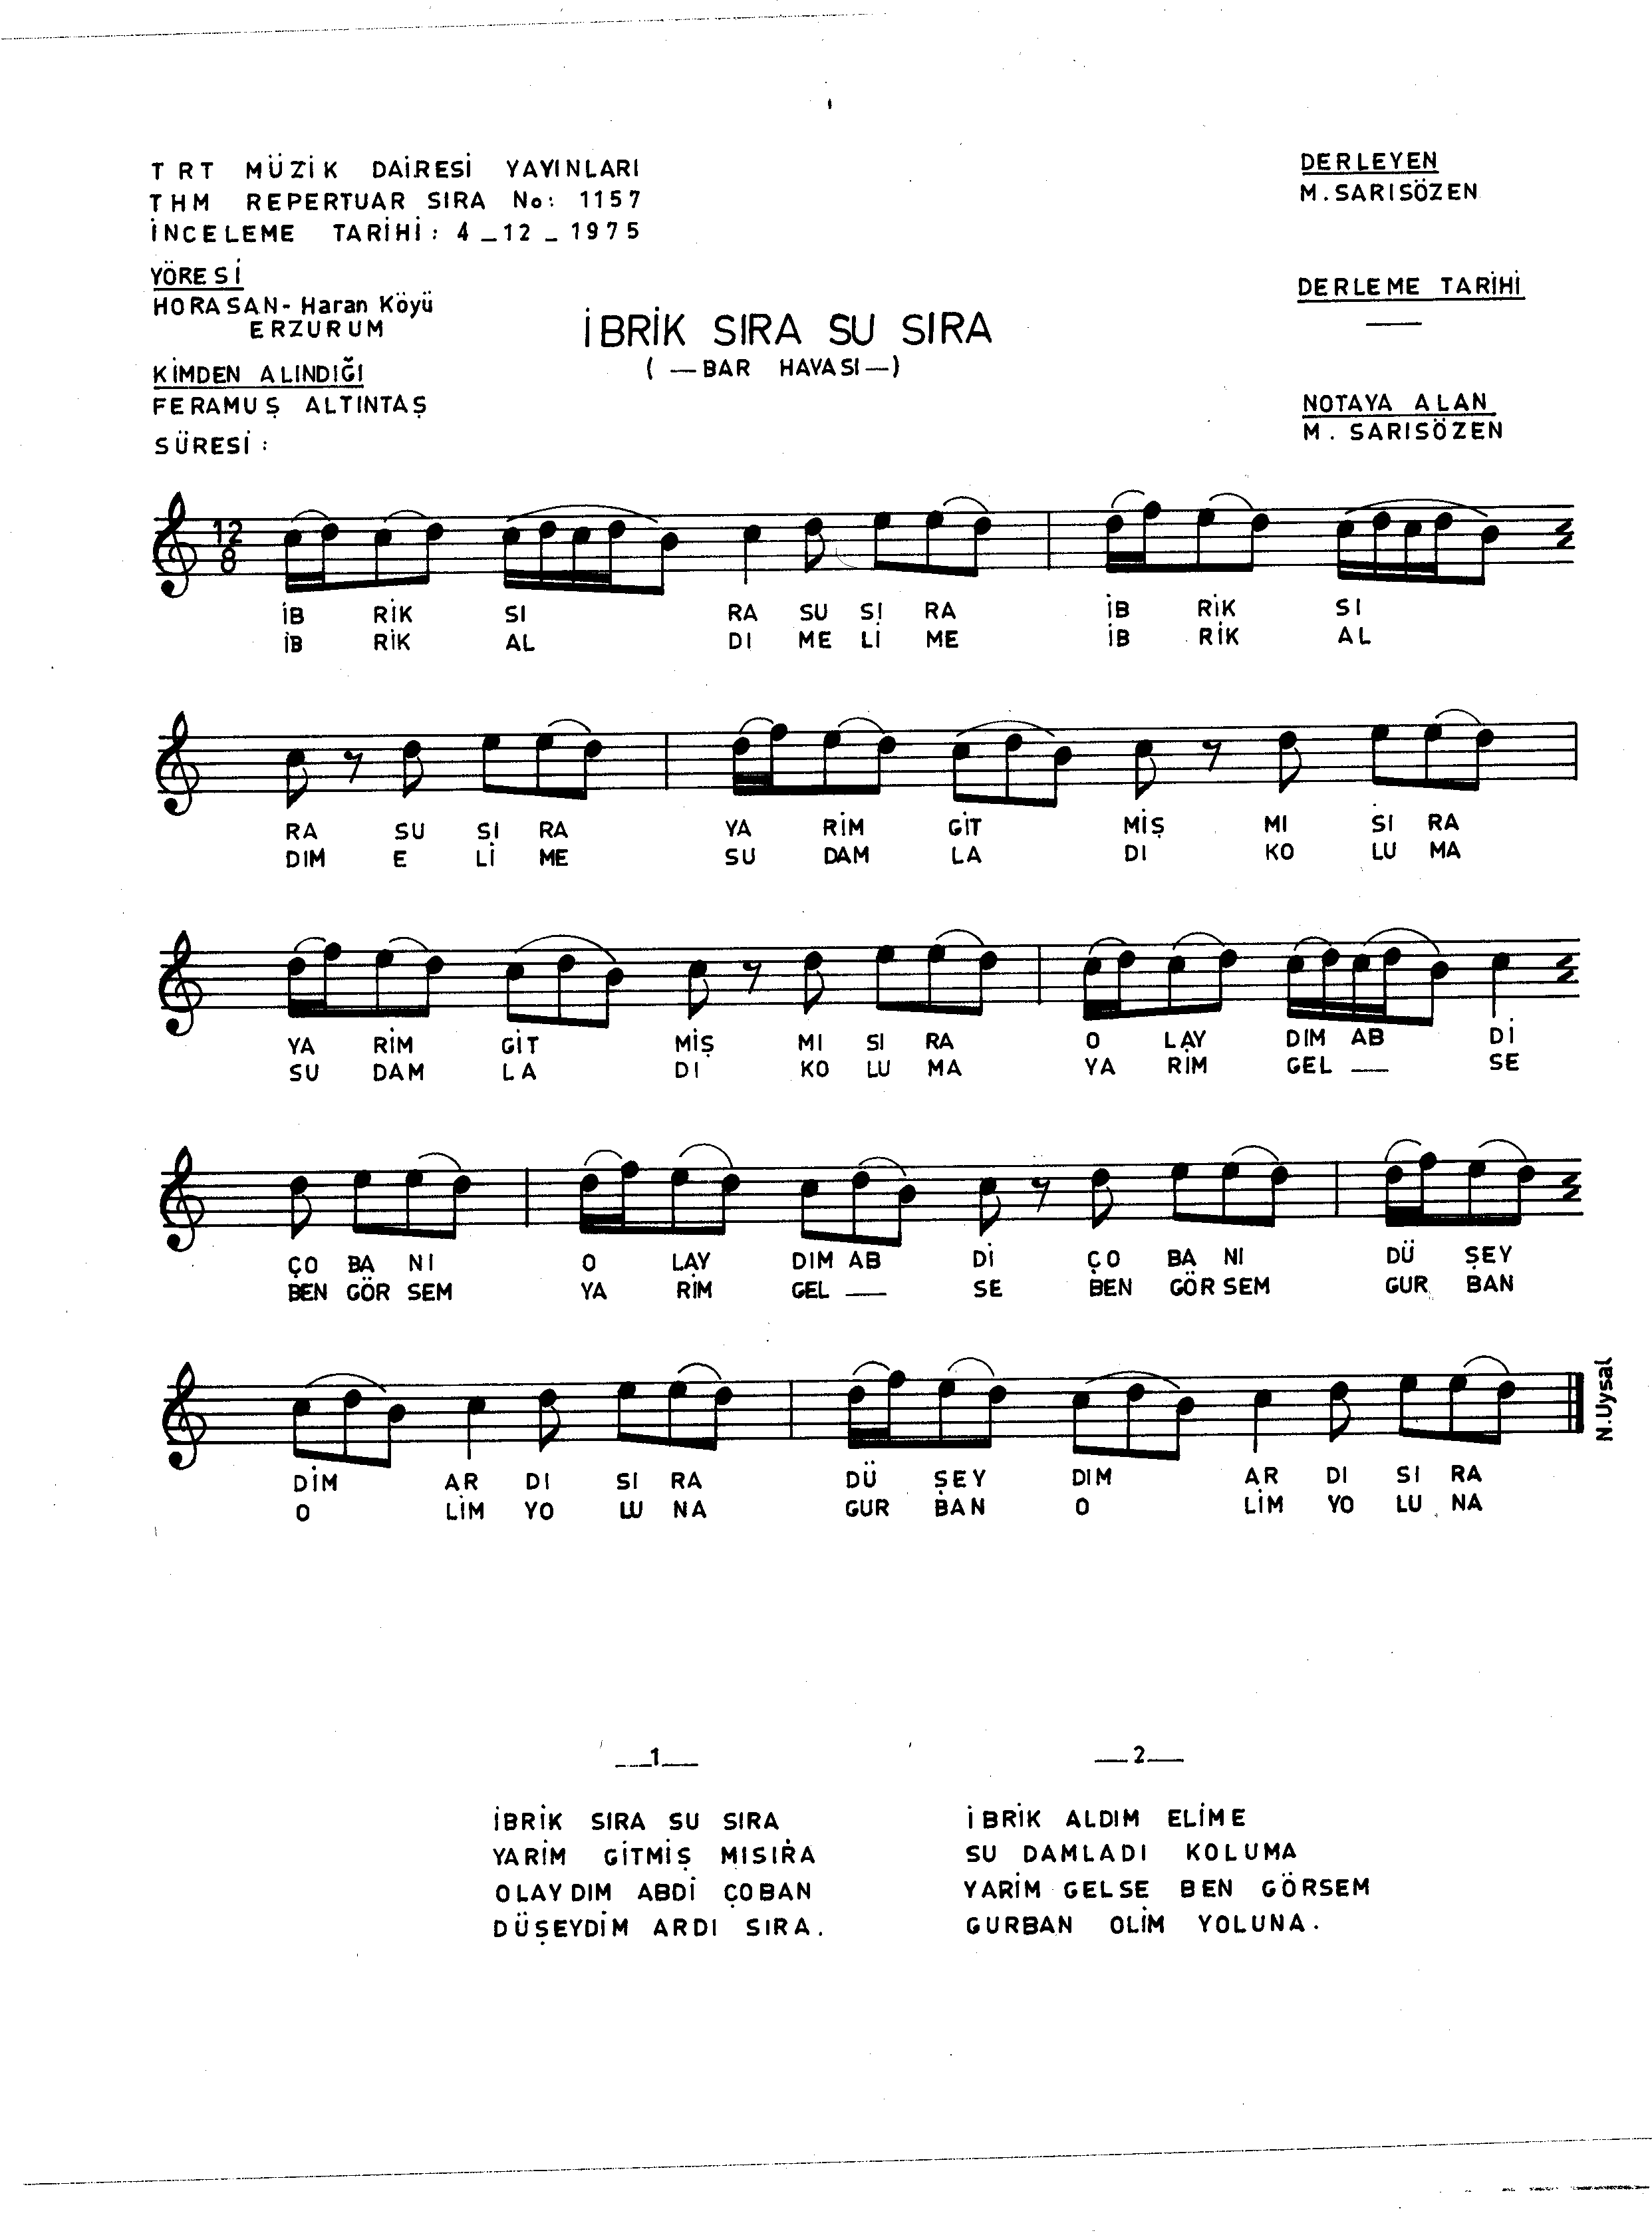 TRT MÜZİK DAİRESİ YAYINLARI
THM REPERTUAR SIRA No: 1157
İNCELEME TARİHİ: 4_12_1975
YÖRESİ
HORASAN- Haran Köyü
ERZURUM
KİMDEN ALINDIĞI
FERAMUŞ ALTINTAŞ
SÜRESİ :
İBRİK SIRA SU SIRA
( —BAR HAVASI—)
DERLEYEN
M.SARISÖZEN
DERLEME TARİHİ
NOTAYA ALAN
M. SARISÖZEN
12
8
İB RİK SI RA SU SI RA İB RİK SI
İB RİK AL DI ME Lİ ME İB RİK AL
RA SU SI RA YA RİM GİT MİŞ MI SI RA
DIM E Lİ ME SU DAM LA DI KO LU MA
YA RİM GİT MİŞ MI SI RA O LAY DIM AB Dİ
SU DAM LA DI KO LU MA YA RİM GEL — SE
ÇO BA NI O LAY DIM AB Dİ ÇO BA NI DÜ ŞEY
BEN GÖR SEM YA RİM GEL — SE BEN GÖR SEM GUR BAN
DİM AR DI SI RA DÜ ŞEY DIM AR DI SI RA
O LİM YO LU NA GUR BAN O LİM YO LU NA
N.Uysal
—1—
İBRİK SIRA SU SIRA
YARİM GİTMİŞ MISIRA
OLAYDIM ABDİ ÇOBAN
DÜŞEYDİM ARDI SIRA.
—2—
İBRİK ALDIM ELİME
SU DAMLADI KOLUMA
YARİM GELSE BEN GÖRSEM
GURBAN OLİM YOLUNA.